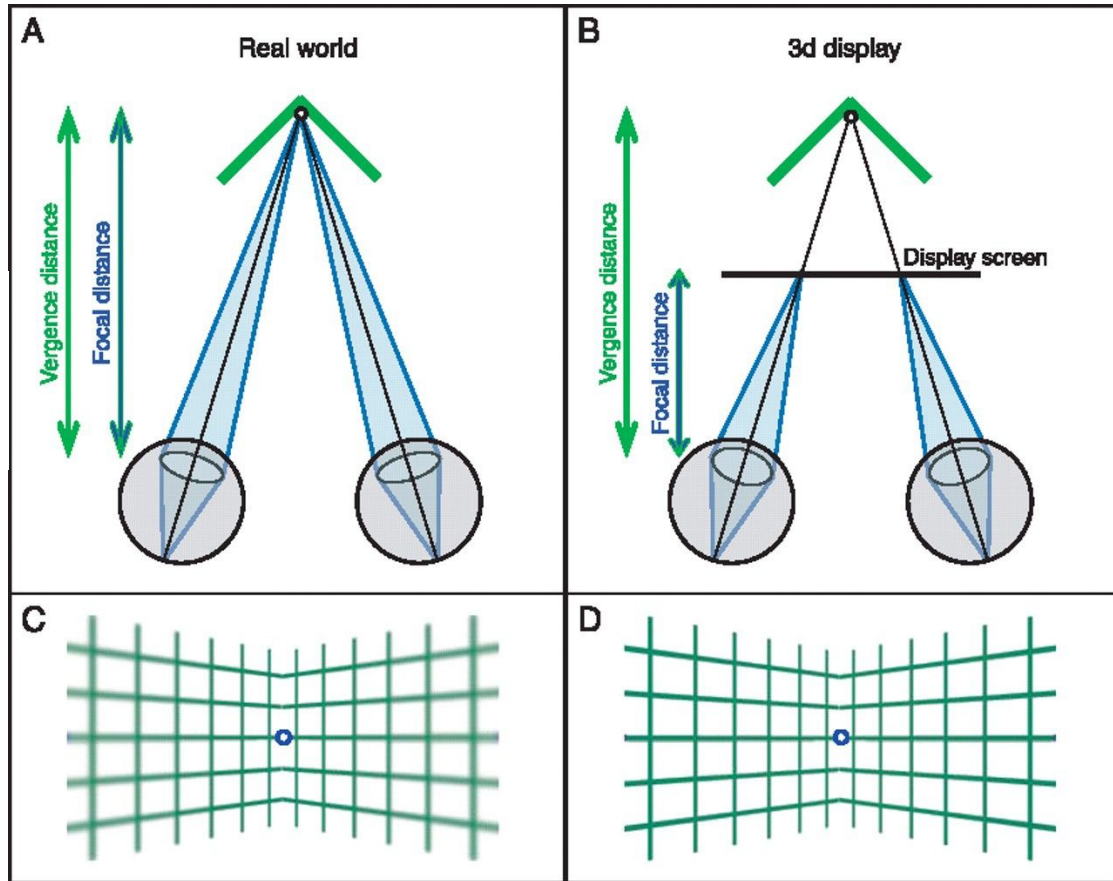 A
Real world
Vergence distance
Focal distance
B
3d display
Display screen
Vergence distance
Focal distance
C
D